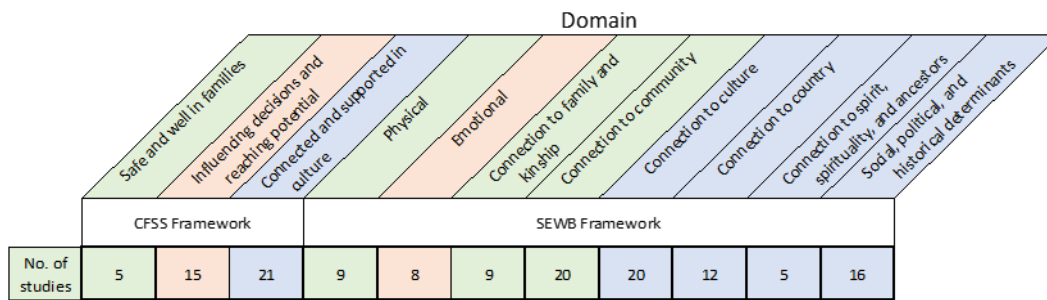 Domain
Safe and well in families
Influencing decisions and
reaching potential
Connected and supported in
culture
Physical
Emotional
Connection to family and
kinship
Connection to community
Connection to culture
Connection to country
Connection to spirit,
spirituality, and ancestors
Social, political, and
historical determinants
CFSS Framework
SEWB Framework
No. of
studies
5
15
21
9
8
9
20
20
12
5
16